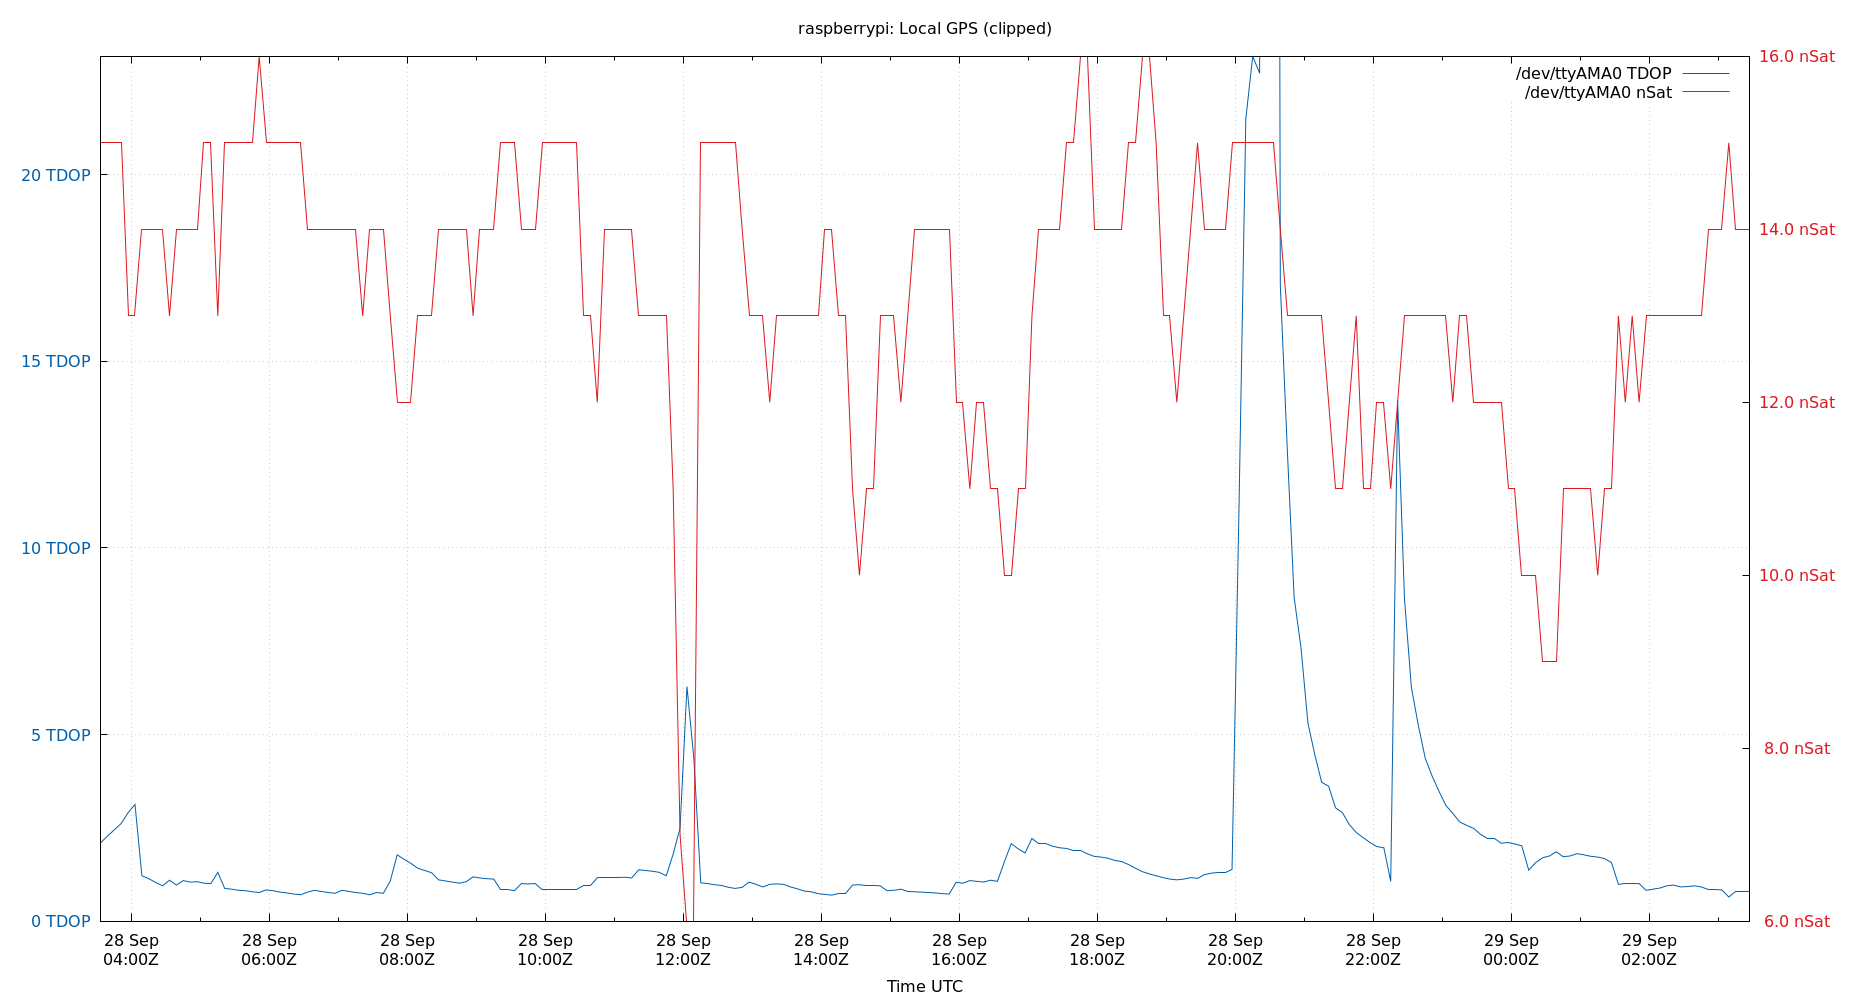 raspberrypi: Local GPS (clipped)
/dev/ttyAMA0 TDOP
/dev/ttyAMA0 nSat
20 TDOP
15 TDOP
10 TDOP
5 TDOP
0 TDOP
16.0 nSat
14.0 nSat
12.0 nSat
10.0 nSat
8.0 nSat
6.0 nSat
28 Sep 28 Sep 28 Sep 28 Sep 28 Sep 28 Sep 28 Sep 28 Sep 28 Sep 28 Sep 29 Sep 29 Sep
04:00Z 06:00Z 08:00Z 10:00Z 12:00Z 14:00Z 16:00Z 18:00Z 20:00Z 22:00Z 00:00Z 02:00Z
Time UTC